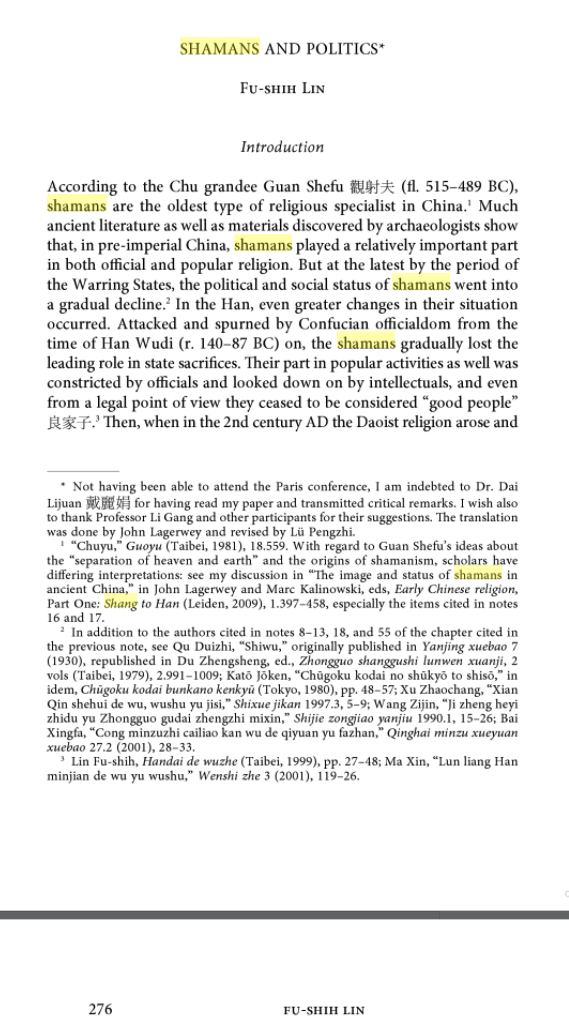 SHAMANS AND POLITICS*
Fu-shih Lin
Introduction
According to the Chu grandee Guan Shefu 觀射夫 (fl. 515–489 BC),
shamans are the oldest type of religious specialist in China.¹ Much
ancient literature as well as materials discovered by archaeologists show
that, in pre-imperial China, shamans played a relatively important part
in both official and popular religion. But at the latest by the period of
the Warring States, the political and social status of shamans went into
a gradual decline.² In the Han, even greater changes in their situation
occurred. Attacked and spurned by Confucian officialdom from the
time of Han Wudi (r. 140–87 BC) on, the shamans gradually lost the
leading role in state sacrifices. Their part in popular activities as well was
constricted by officials and looked down on by intellectuals, and even
from a legal point of view they ceased to be considered “good people”
良家子.³ Then, when in the 2nd century AD the Daoist religion arose and
* Not having been able to attend the Paris conference, I am indebted to Dr. Dai
Lijuan 戴麗娟 for having read my paper and transmitted critical remarks. I wish also
to thank Professor Li Gang and other participants for their suggestions. The translation
was done by John Lagerwey and revised by Lü Pengzhi.
¹ “Chuyu,” Guoyu (Taibei, 1981), 18.559. With regard to Guan Shefu’s ideas about
the “separation of heaven and earth” and the origins of shamanism, scholars have
differing interpretations: see my discussion in “The image and status of shamans in
ancient China,” in John Lagerwey and Marc Kalinowski, eds, Early Chinese religion,
Part One: Shang to Han (Leiden, 2009), 1.397–458, especially the items cited in notes
16 and 17.
² In addition to the authors cited in notes 8–13, 18, and 55 of the chapter cited in
the previous note, see Qu Duizhi, “Shiwu,” originally published in Yanjing xuebao 7
(1930), republished in Du Zhengsheng, ed., Zhongguo shanggushi lunwen xuanji, 2
vols (Taibei, 1979), 2.991–1009; Katō Jōken, “Chūgoku kodai no shūkyō to shisō,” in
idem, Chūgoku kodai bunkano kenkyū (Tokyo, 1980), pp. 48–57; Xu Zhaochang, “Xian
Qin shehui de wu, wushu yu jisi,” Shixue jikan 1997.3, 5–9; Wang Zijin, “Ji zheng heyi
zhidu yu Zhongguo gudai zhengzhi mixin,” Shijie zongjiao yanjiu 1990.1, 15–26; Bai
Xingfa, “Cong minzuzhi cailiao kan wu de qiyuan yu fazhan,” Qinghai minzu xueyuan
xuebao 27.2 (2001), 28–33.
³ Lin Fu-shih, Handai de wuzhe (Taibei, 1999), pp. 27–48; Ma Xin, “Lun liang Han
minjian de wu yu wushu,” Wenshi zhe 3 (2001), 119–26.
276 FU-SHIH LIN